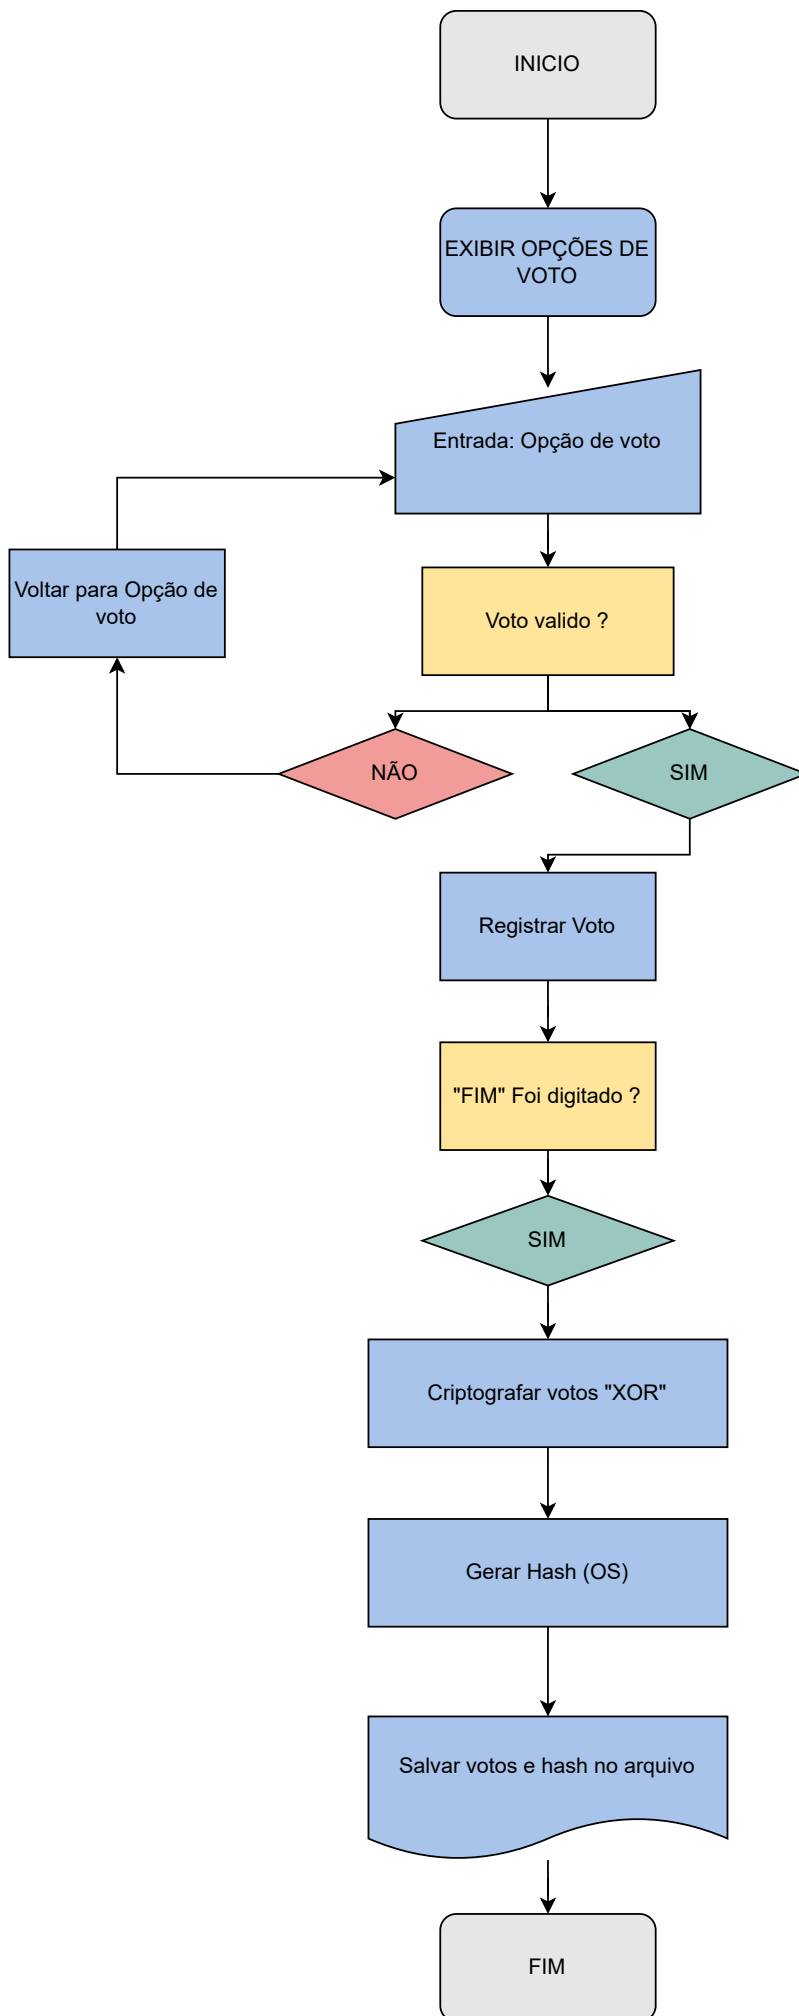 INICIO
EXIBIR OPÇÕES DE
VOTO
Entrada: Opção de voto
Voltar para Opção de
voto
Voto valido ?
NÃO
SIM
Registrar Voto
"FIM" Foi digitado ?
SIM
Criptografar votos "XOR"
Gerar Hash (OS)
Salvar votos e hash no arquivo
FIM